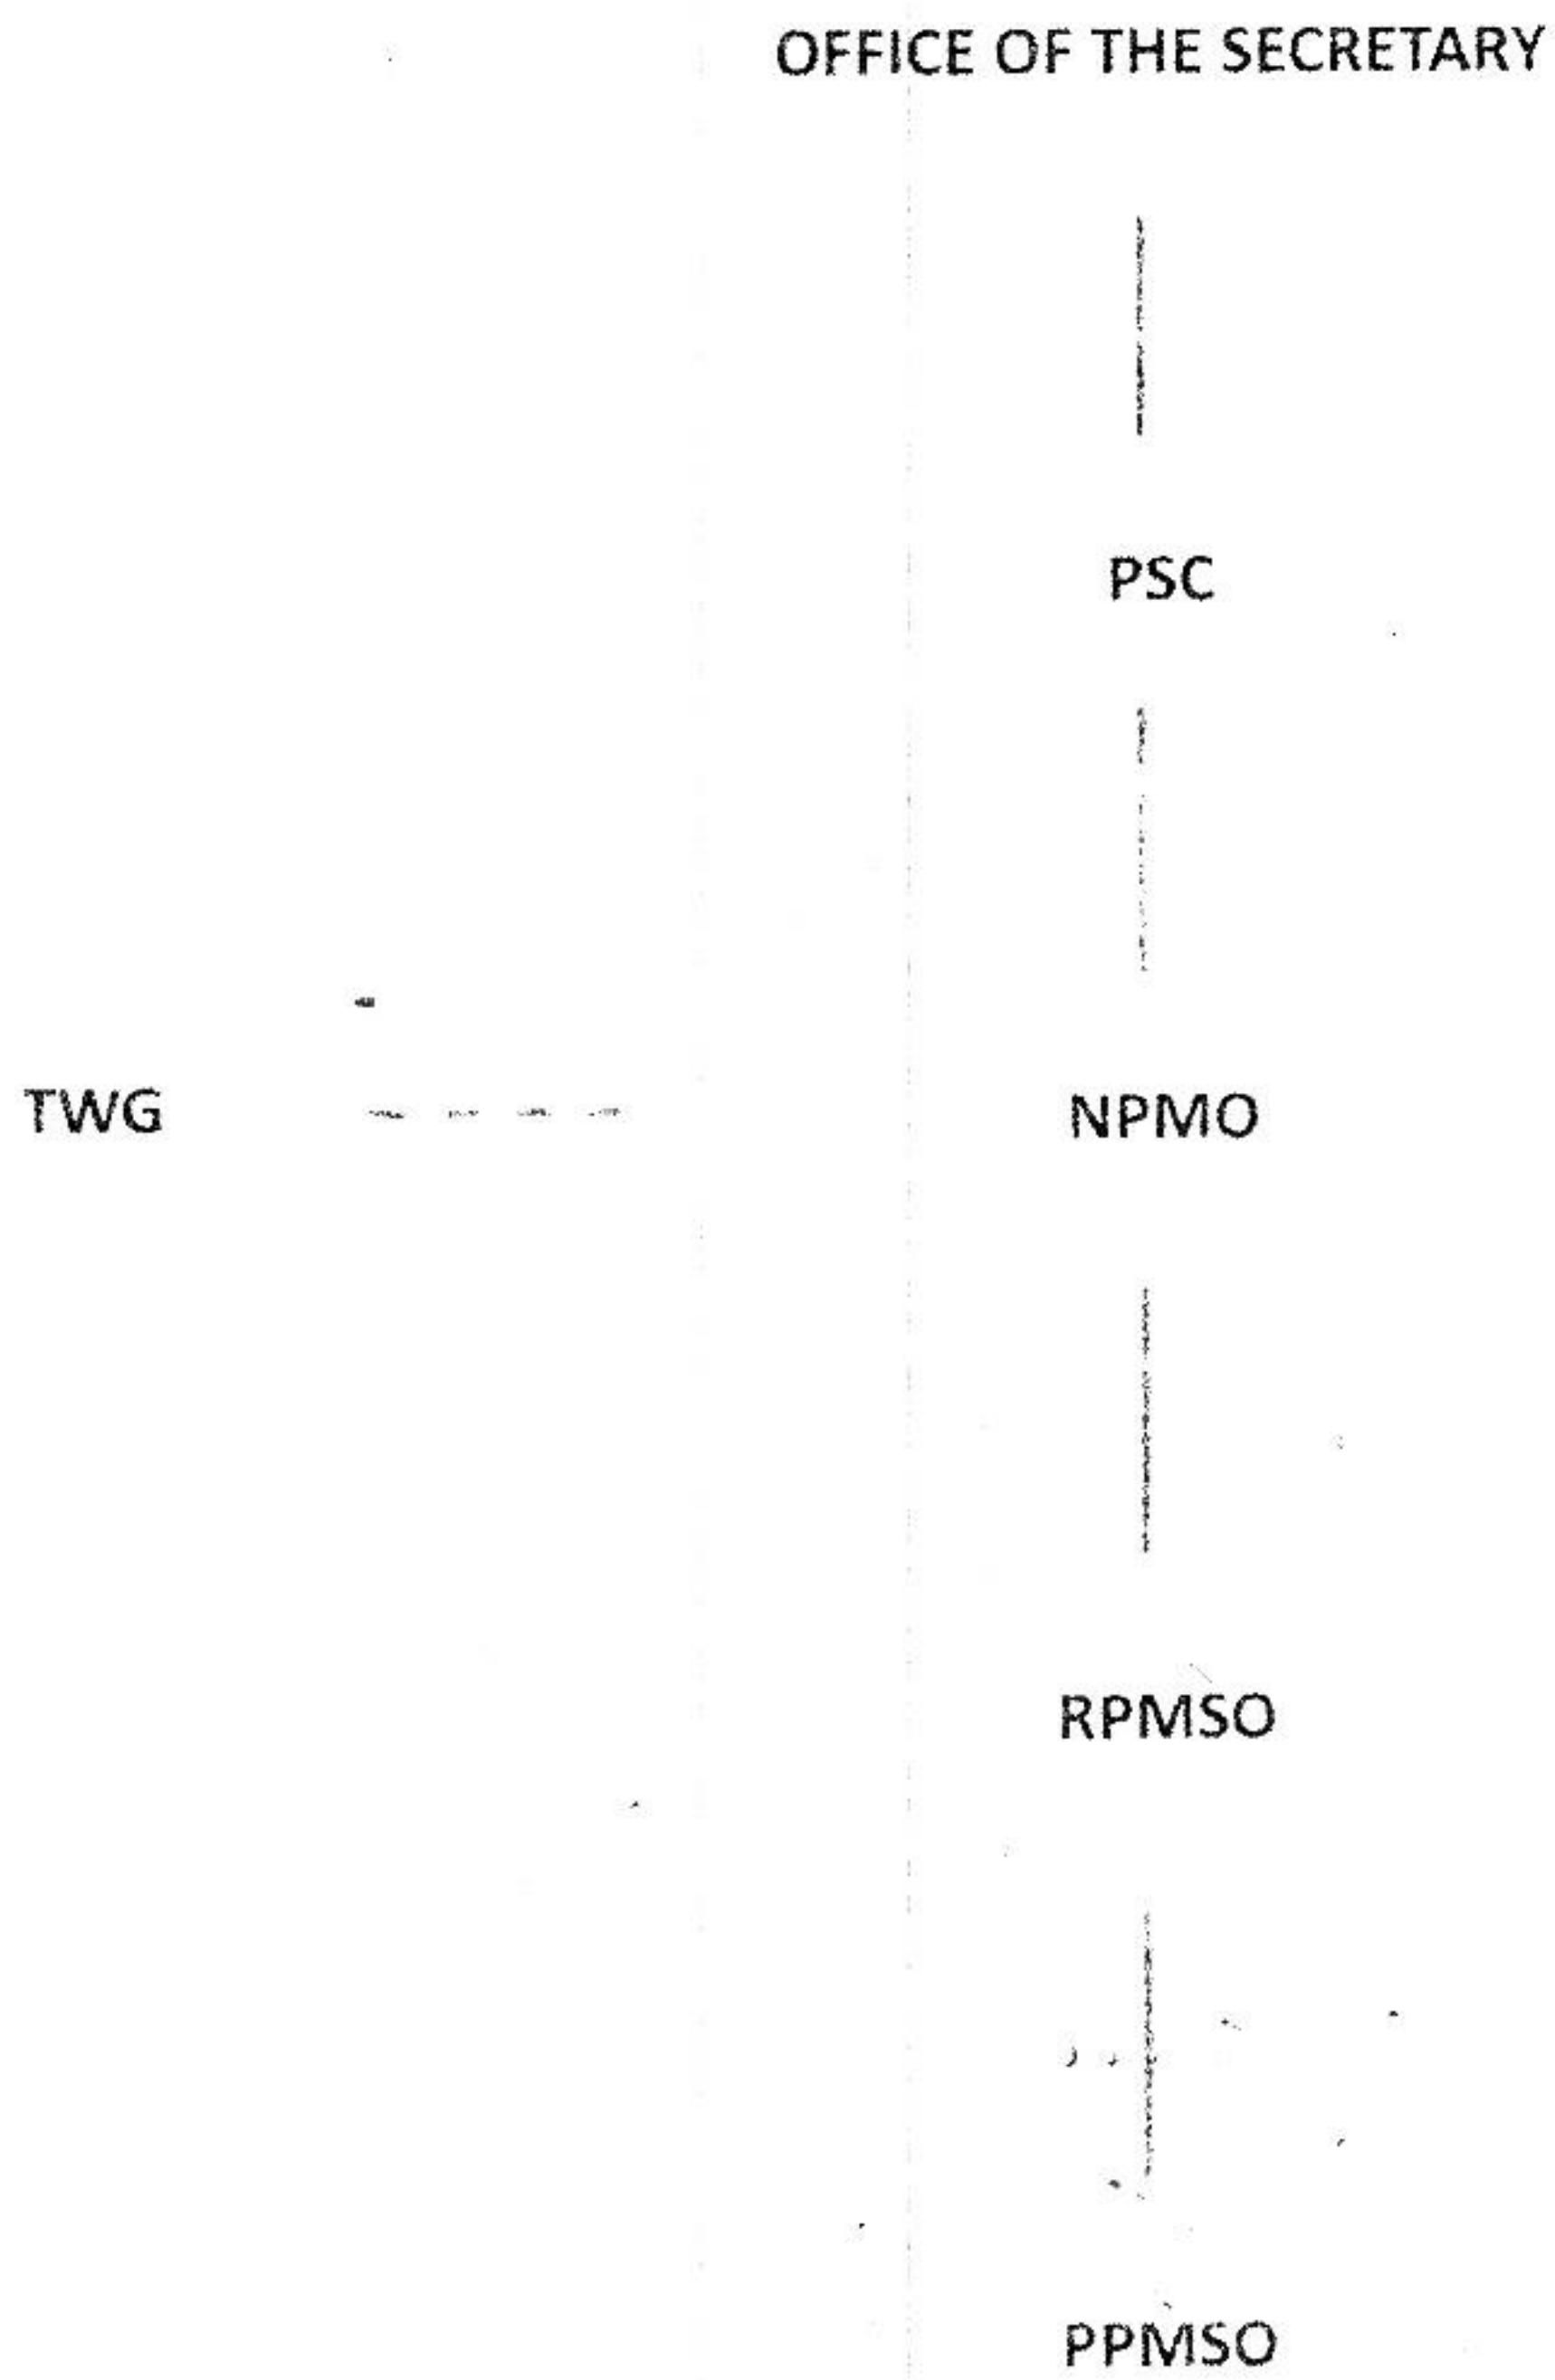 OFFICE OF THE SECRETARY
PSC
TWG
NPMO
RPMSO
PPMSO